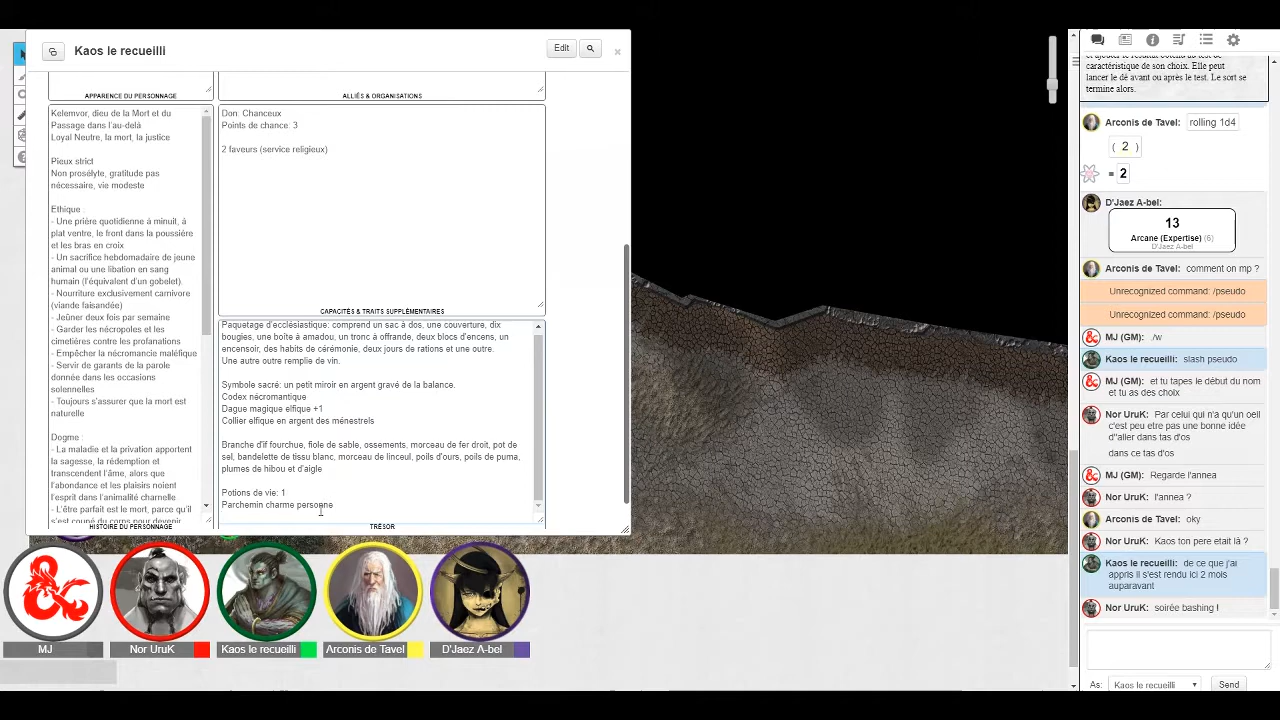 Kaos le recueilli
Edit
APPARENCE DU PERSONNAGE
ALLIÉS & ORGANISATIONS
Kelemvor, dieu de la Mort et du
Passage dans l'au-delà
Loyal Neutre, la mort, la justice
Pieux strict
Non prosélyte, gratitude pas
nécessaire, vie modeste
Ethique :
- Une prière quotidienne à minuit, à
plat ventre, le front dans la poussière
et les bras en croix
- Un sacrifice hebdomadaire de jeune
animal ou une libation en sang
humain (l'équivalent d'un gobelet).
- Nourriture exclusivement carnivore
(viande faisandée)
- Jeûner deux fois par semaine
- Garder les nécropoles et les
cimetières contre les profanations
- Empêcher la nécromancie maléfique
- Servir de garants de la parole
donnée dans les occasions
solennelles
- Toujours s'assurer que la mort est
naturelle
Dogme :
- La maladie et la privation apportent
la sagesse, la rédemption et
transcendent l'âme, alors que
l'abondance et les plaisirs noient
l'esprit dans l'animalité charnelle
- L'être parfait est le mort, parce qu'il
s'est coupé du corps pour devenir
HISTOIRE DU PERSONNAGE
Don: Chanceux
Points de chance: 3
2 faveurs (service religieux)
CAPACITÉS & TRAITS SUPPLÉMENTAIRES
Paquetage d'ecclésiastique: comprend un sac à dos, une couverture, dix
bougies, une boîte à amadou, un tronc à offrande, deux blocs d'encens, un
encensoir, des habits de cérémonie, deux jours de rations et une outre.
Une autre outre remplie de vin.
Symbole sacré: un petit miroir en argent gravé de la balance.
Codex nécromantique
Dague magique elfique +1
Collier elfique en argent des ménestrels
Branche d'if fourchue, fiole de sable, ossements, morceau de fer droit, pot de
sel, bandelette de tissu blanc, morceau de linceul, poils d'ours, poils de puma,
plumes de hibou et d'aigle
Potions de vie: 1
Parchemin charme personne
TRÉSOR
MJ
Nor UruK
Kaos le recueilli
Arconis de Tavel
D'Jaez A-bel
et ajouter le résultat obtenu au test de
caractéristique de son choix. Elle peut
lancer le dé avant ou après le test. Le sort se
termine alors.
Arconis de Tavel: rolling 1d4
( 2 )
= 2
D'Jaez A-bel:
13
Arcane (Expertise) (6)
D'Jaez A-bel
Arconis de Tavel: comment on mp ?
Unrecognized command: /pseudo
Unrecognized command: /pseudo
MJ (GM): ./w
Kaos le recueilli: slash pseudo
MJ (GM): et tu tapes le début du nom
et tu as des choix
Nor UruK: Par celui qui n'a qu'un oeil
c'est peu etre pas une bonne idée
d''aller dans tas d'os
dans ce tas d'os
MJ (GM): Regarde l'annea
Nor UruK: l'annea ?
Arconis de Tavel: oky
Nor UruK: Kaos ton pere etait là ?
Kaos le recueilli: de ce que j'ai
appris il s'est rendu ici 2 mois
auparavant
Nor UruK: soirée bashing !
As: Kaos le recueilli
Send